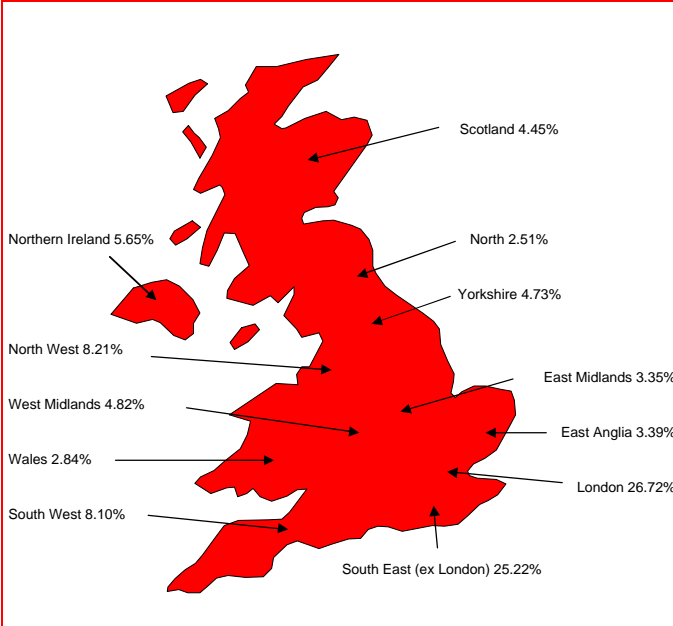 Scotland 4.45%
Northern Ireland 5.65%
North 2.51%
Yorkshire 4.73%
North West 8.21%
East Midlands 3.35%
West Midlands 4.82%
East Anglia 3.39%
Wales 2.84%
London 26.72%
South West 8.10%
South East (ex London) 25.22%